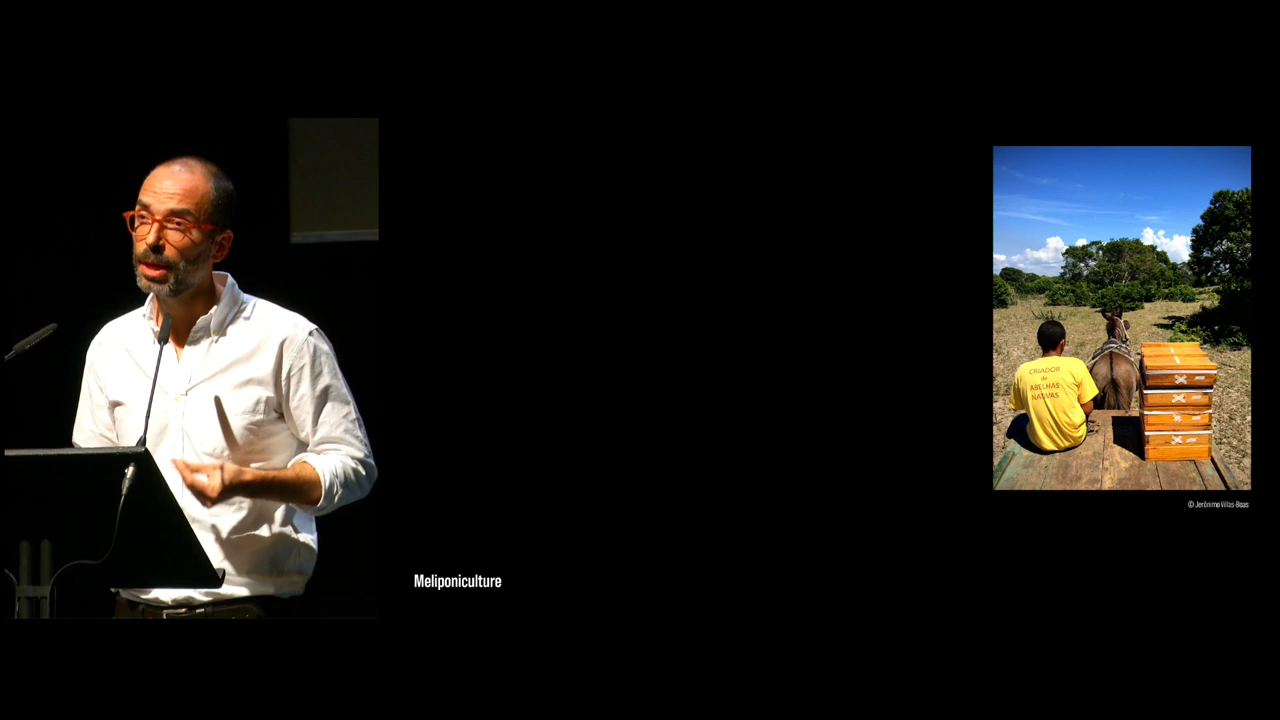 CRIADOR
de
ABELHAS
NATIVAS
© Jerônimo Villas-Boas
Meliponiculture